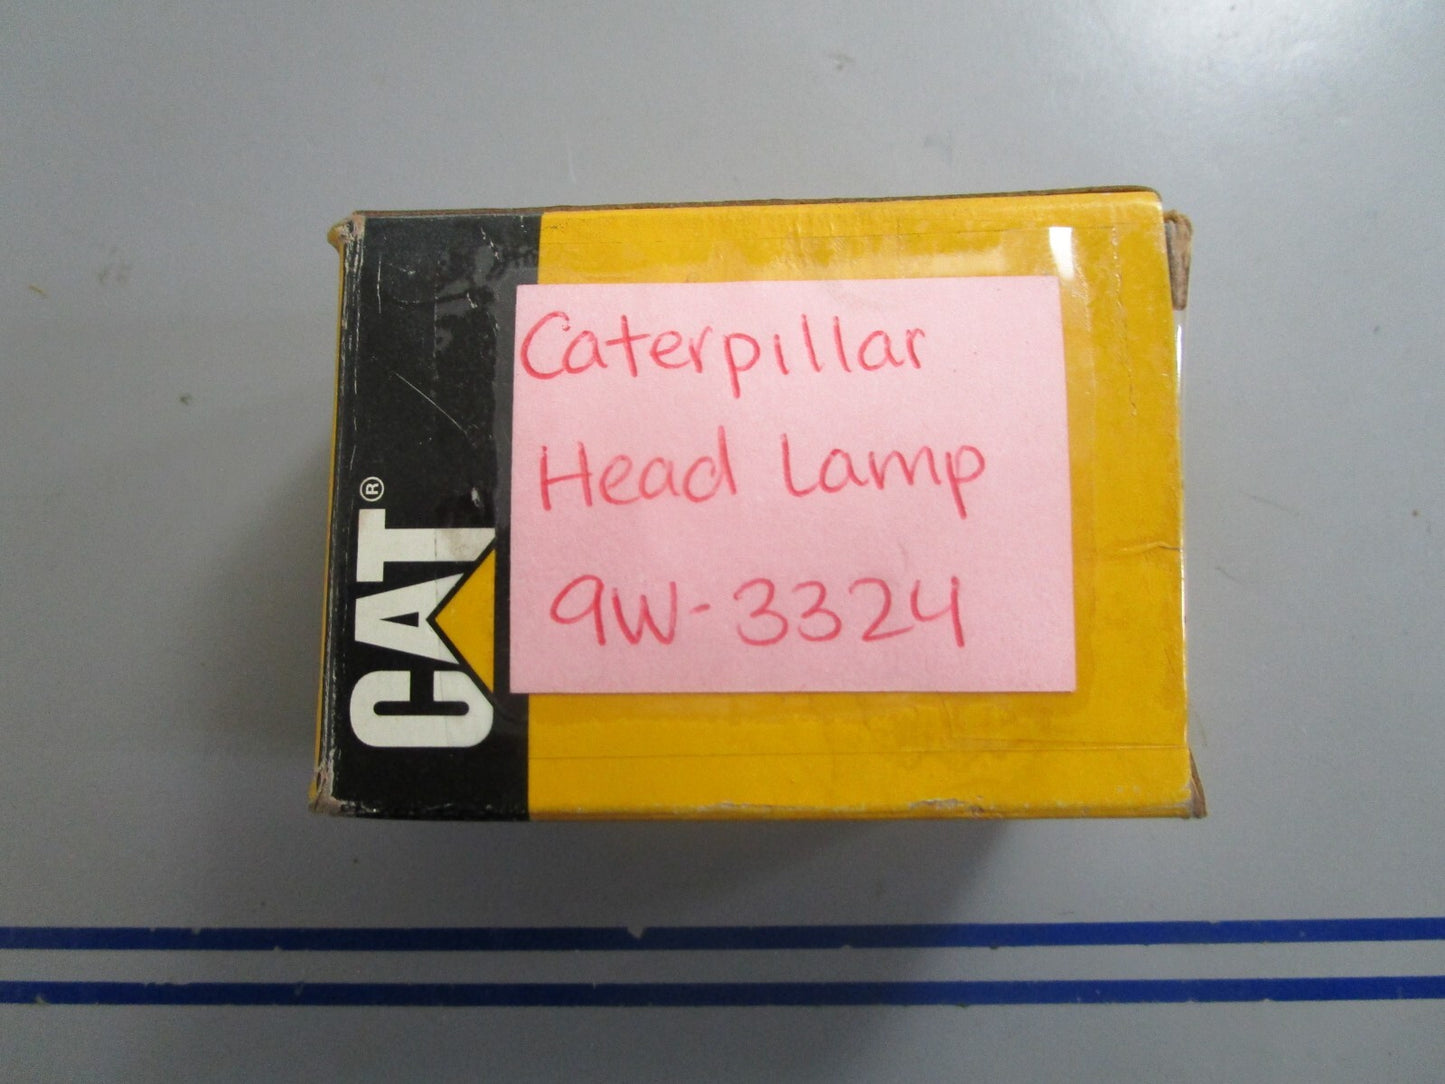 CAT®
Caterpillar
Head Lamp
9W-3324